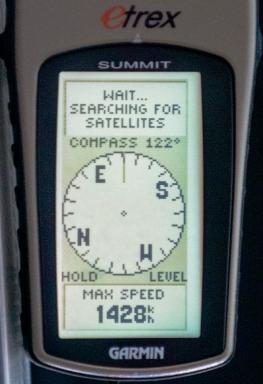 etrex
SUMMIT
WAIT...
SEARCHING FOR
SATELLITES
COMPASS 122°
E
S
N
W
HOLD LEVEL
MAX SPEED
1428 k/h
GARMIN